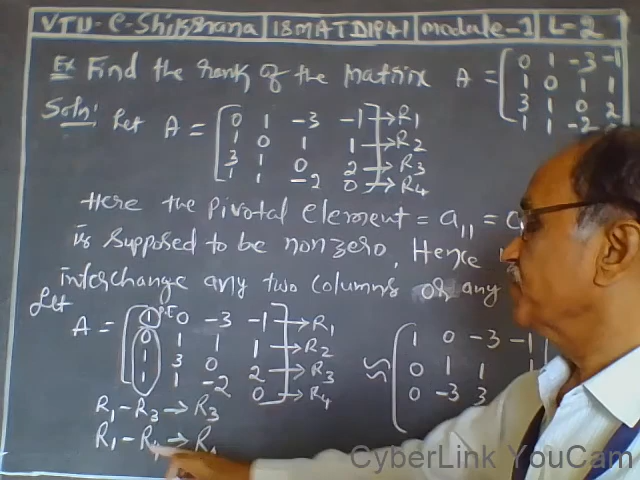 VTU-e-Shikshana 18MATD1941 module-1 L-2
Ex Find the rank of the matrix A = [0 1 -3 -1
1 0 1 1
3 1 0 2
1 1 -2
Soln: Let A = [0 1 -3 -1] → R1
1 0 1 1 → R2
3 1 0 2 → R3
1 1 -2 0 → R4
Here the pivotal element = a11 =
is supposed to be nonzero, Hence
interchange any two columns or any
Let
A = [1 0 -3 -1] → R1
0 1 1 1 → R2
1 3 0 2 → R3
1 1 -2 0 → R4
~ [1 0 -3 -1
0 1 1
0 -3 3
R1 - R3 → R3
R1 - R4 → R4
CyberLink YouCam